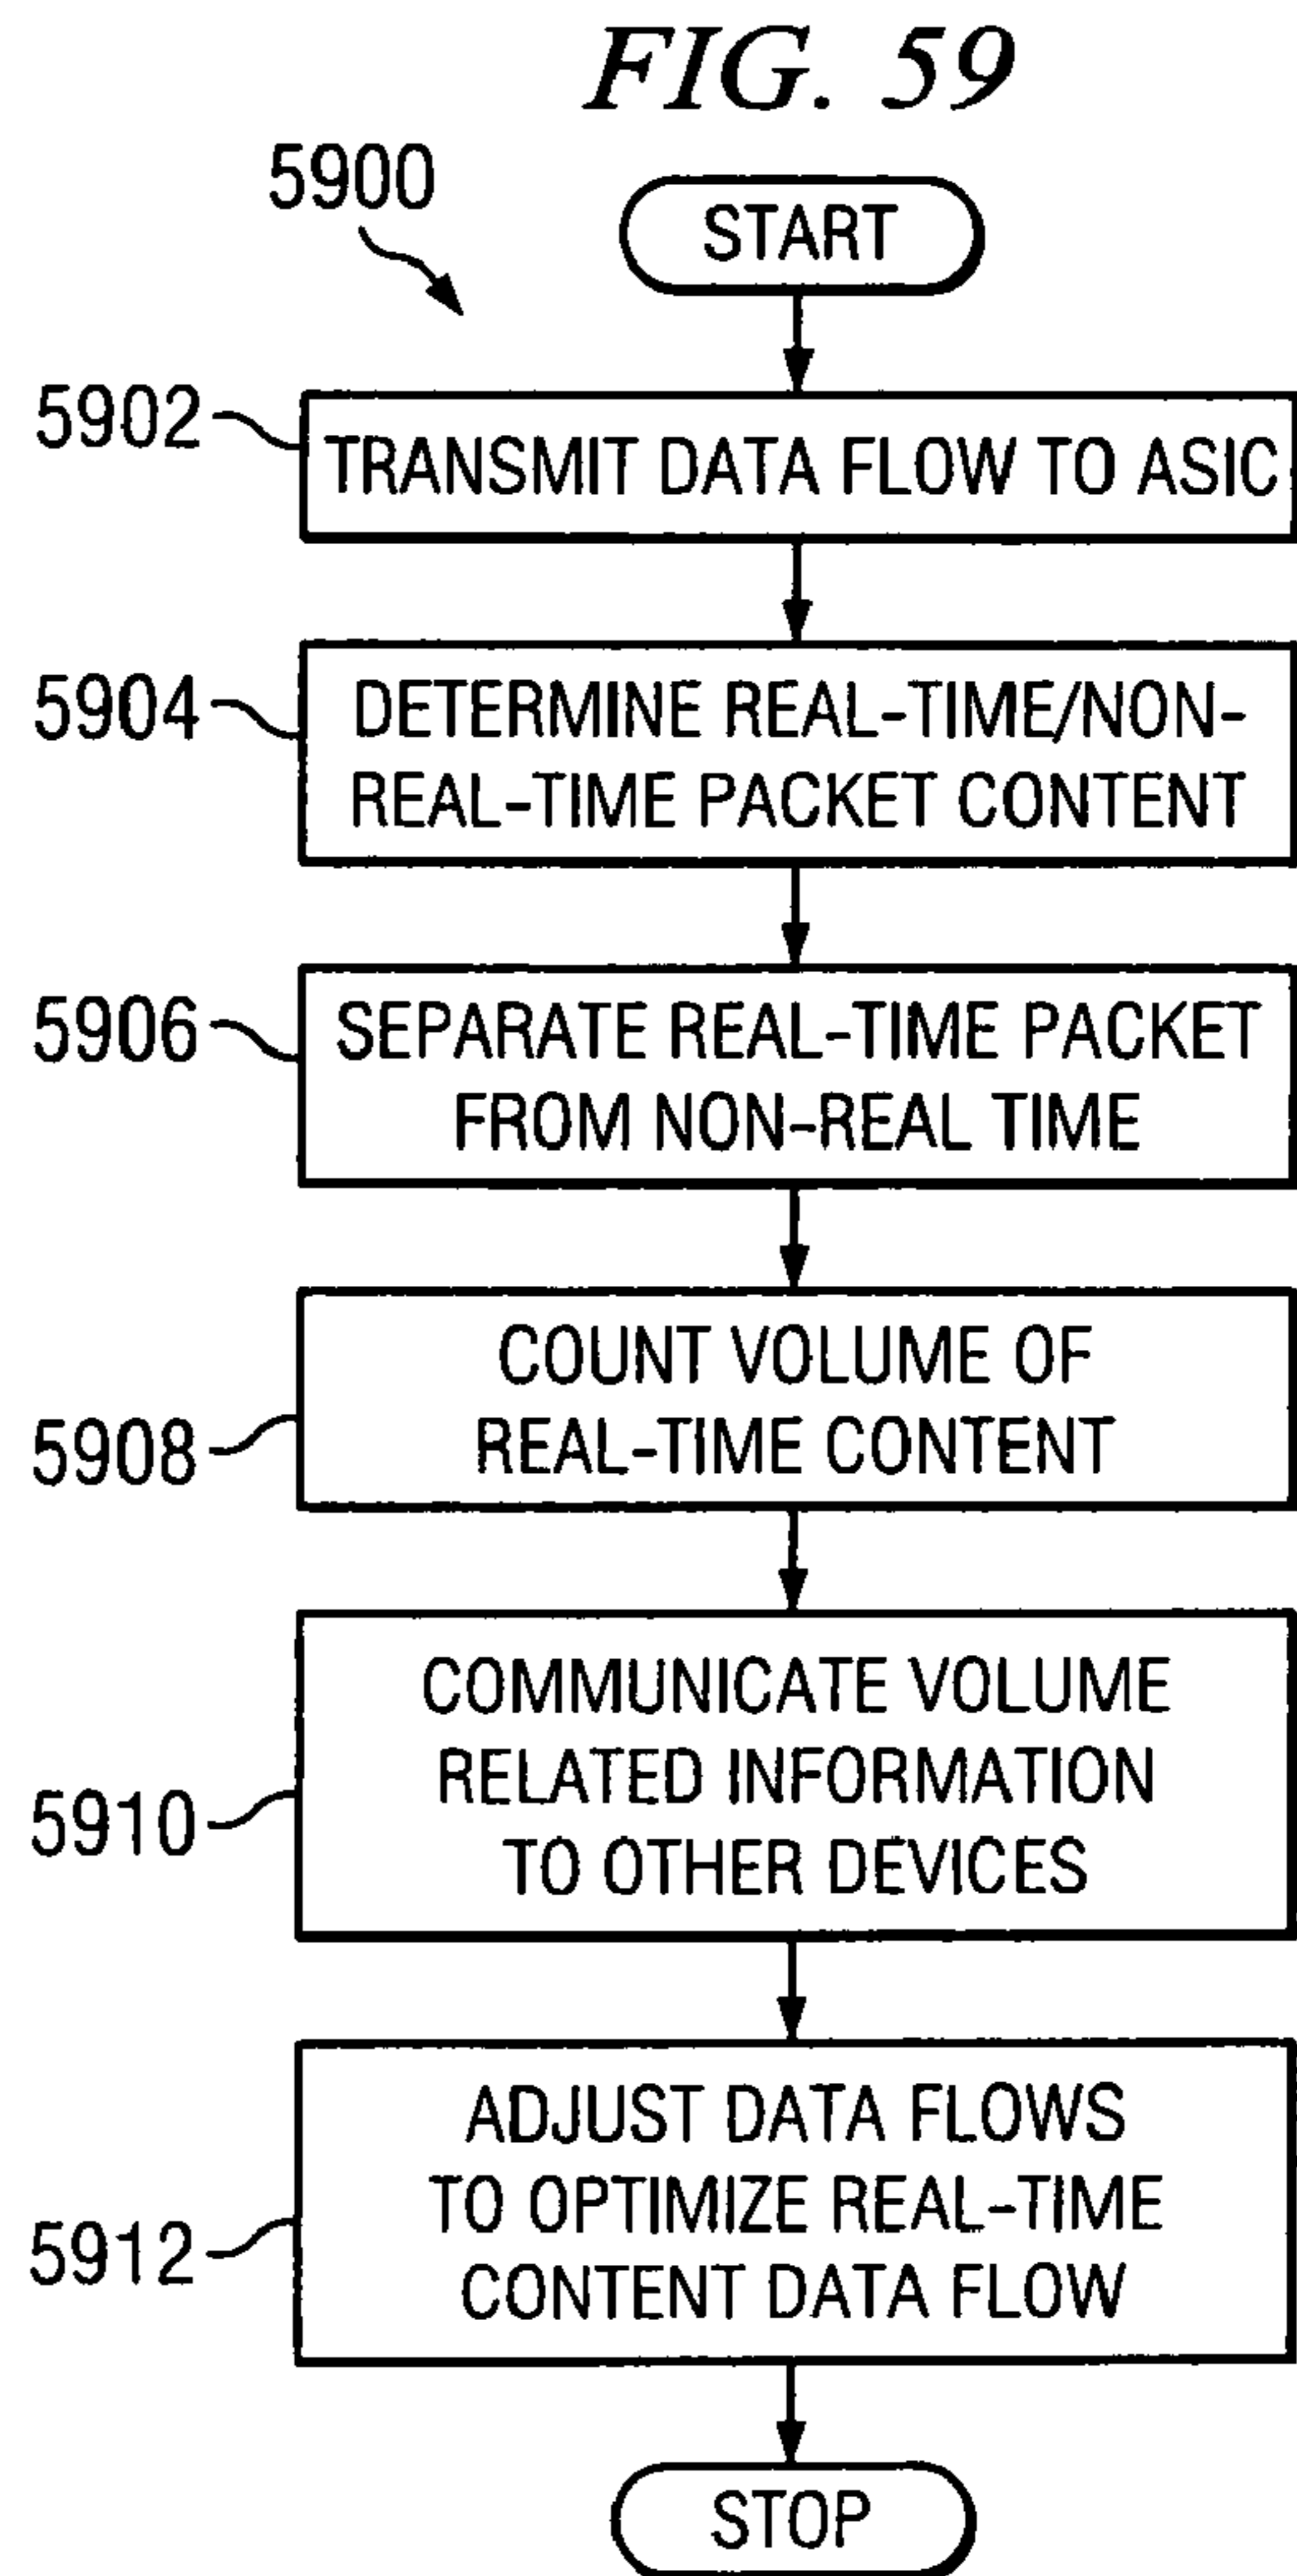 FIG. 59
5900
START
5902
TRANSMIT DATA FLOW TO ASIC
5904
DETERMINE REAL-TIME/NON-
REAL-TIME PACKET CONTENT
5906
SEPARATE REAL-TIME PACKET
FROM NON-REAL TIME
5908
COUNT VOLUME OF
REAL-TIME CONTENT
5910
COMMUNICATE VOLUME
RELATED INFORMATION
TO OTHER DEVICES
5912
ADJUST DATA FLOWS
TO OPTIMIZE REAL-TIME
CONTENT DATA FLOW
STOP